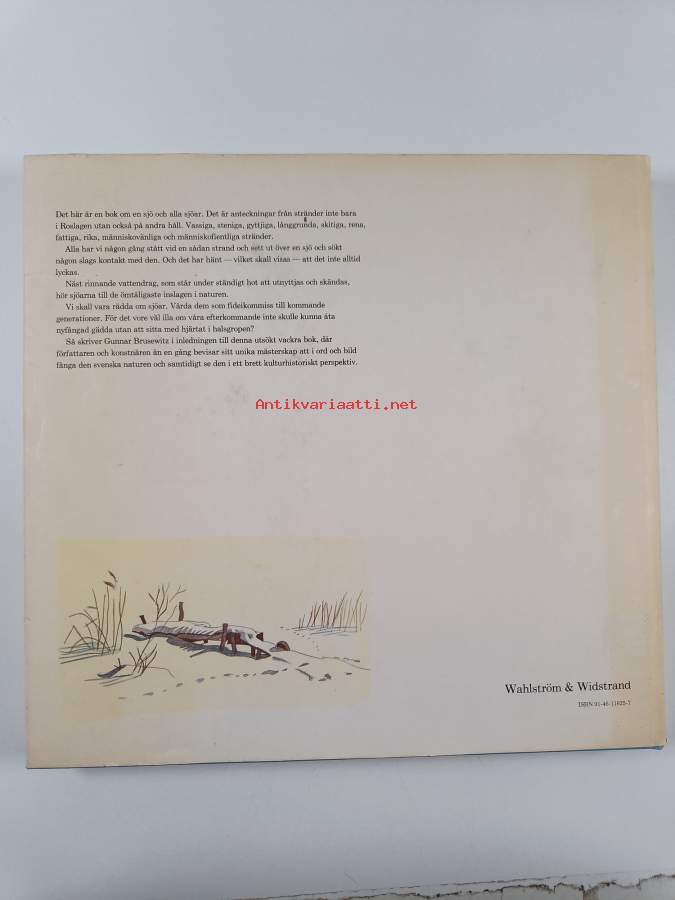 Det här är en bok om en sjö och alla sjöar. Det är anteckningar från stränder inte bara
i Roslagen utan också på andra håll. Vassiga, steniga, gyttjiga, långgrunda, skitiga, rena,
fattiga, rika, människovänliga och människofientliga stränder.
Alla har vi någon gång stått vid en sådan strand och sett ut över en sjö och sökt
någon slags kontakt med den. Och det har hänt — vilket skall visas — att det inte alltid
lyckas.
Näst rinnande vattendrag, som står under ständigt hot att utnyttjas och skändas,
hör sjöarna till de ömtåligaste inslagen i naturen.
Vi skall vara rädda om sjöar. Vårda dem som fideikommiss till kommande
generationer. För det vore väl illa om våra efterkommande inte skulle kunna äta
nyfångad gädda utan att sitta med hjärtat i halsgropen?
Så skriver Gunnar Brusewitz i inledningen till denna utsökt vackra bok, där
författaren och konstnären än en gång bevisar sitt unika mästerskap att i ord och bild
fånga den svenska naturen och samtidigt se den i ett brett kulturhistoriskt perspektiv.
Antikvariaatti.net
Wahlström & Widstrand
ISBN 91-46-11622-7